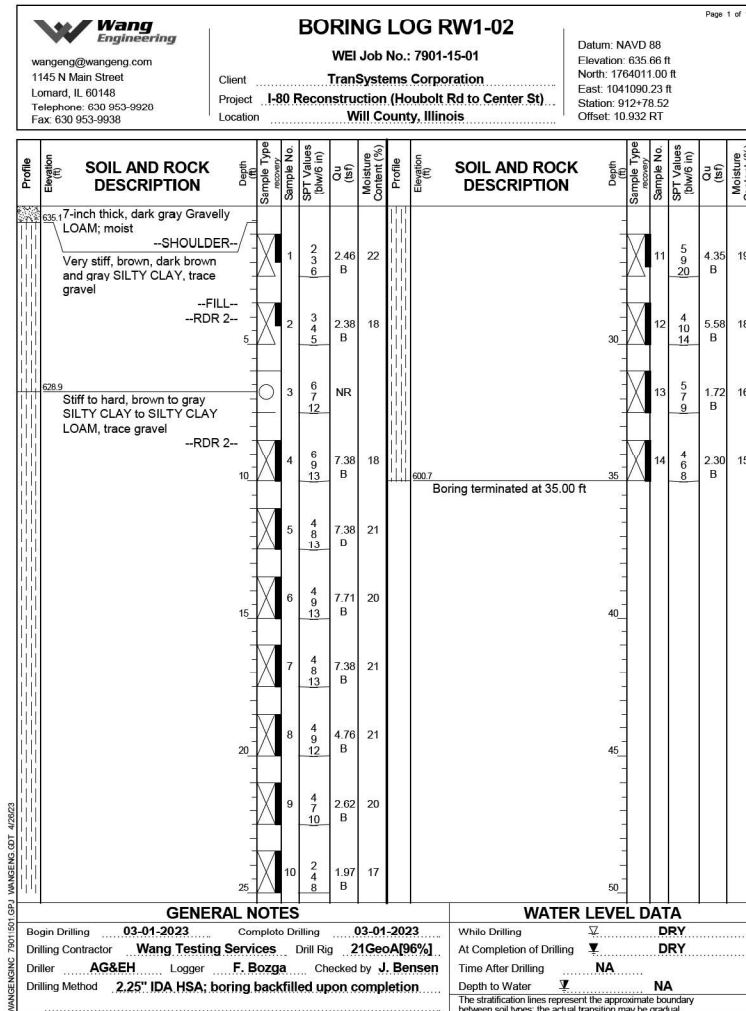 Page 1 of
Wang
Engineering
wangeng@wangeng.com
1145 N Main Street
Lomard, IL 60148
Telephone: 630 953-9928
Fax: 630 953-9938
BORING LOG RW1-02
WEI Job No.: 7901-15-01
Client TranSystems Corporation
Project I-80 Reconstruction (Houbolt Rd to Center St)
Location Will County, Illinois
Datum: NAVD 88
Elevation: 635.66 ft
North: 1764011.00 ft
East: 1041090.23 ft
Station: 912+78.52
Offset: 10.932 RT
Profile Elevation (ft) SOIL AND ROCK DESCRIPTION Depth (ft) Sample Type recovery Sample No. SPT Values (blw/6 in) Qu (tsf) Moisture Content (%)
635.1 7-inch thick, dark gray Gravelly
LOAM; moist
--SHOULDER--
Very stiff, brown, dark brown
and gray SILTY CLAY, trace
gravel
--FILL--
--RDR 2--
1 2 3 6 2.46 B 22
5 2 3 4 5 2.38 B 18
628.9
Stiff to hard, brown to gray
SILTY CLAY to SILTY CLAY
LOAM, trace gravel
--RDR 2--
3 6 7 12 NR
10 4 6 9 13 7.38 B 18
5 4 8 13 7.38 B 21
15 6 4 9 13 7.71 B 20
7 4 8 13 7.38 B 21
20 8 4 9 12 4.76 B 21
9 4 7 10 2.62 B 20
25 10 2 4 8 1.97 B 17
Profile Elevation (ft) SOIL AND ROCK DESCRIPTION Depth (ft) Sample Type recovery Sample No. SPT Values (blw/6 in) Qu (tsf) Moisture
11 5 9 20 4.35 B 19
30 12 4 10 14 5.58 B 18
13 5 7 9 1.72 B 16
600.7 35 14 4 6 8 2.30 B 15
Boring terminated at 35.00 ft
40
45
50
GENERAL NOTES
Begin Drilling 03-01-2023 Complete Drilling 03-01-2023
Drilling Contractor Wang Testing Services Drill Rig 21GeoA[96%]
Driller AG&EH Logger F. Bozga Checked by J. Bensen
Drilling Method 2.25" IDA HSA; boring backfilled upon completion
WATER LEVEL DATA
While Drilling DRY
At Completion of Drilling DRY
Time After Drilling NA
Depth to Water NA
The stratification lines represent the approximate boundary
between soil types; the actual transition may be gradual
WANGENGINC 79011501.GPJ WANGENG.GDT 4/26/23